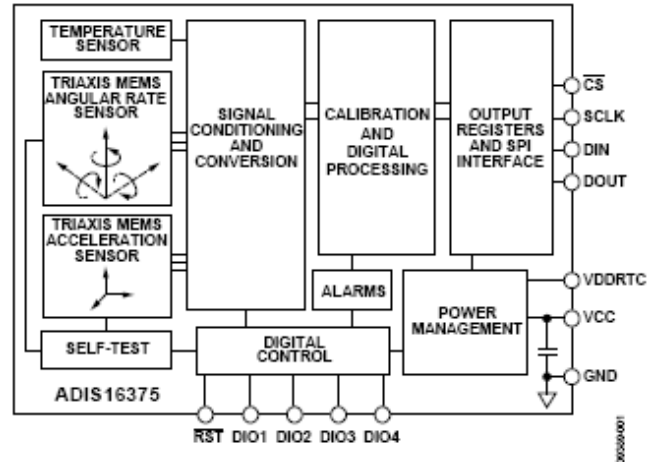 TEMPERATURE
SENSOR
TRIAXIS MEMS
ANGULAR RATE
SENSOR
TRIAXIS MEMS
ACCELERATION
SENSOR
SELF-TEST
SIGNAL
CONDITIONING
AND
CONVERSION
CALIBRATION
AND
DIGITAL
PROCESSING
OUTPUT
REGISTERS
AND SPI
INTERFACE
ALARMS
DIGITAL
CONTROL
POWER
MANAGEMENT
CS
SCLK
DIN
DOUT
VDDRTC
VCC
GND
ADIS16375
RST DIO1 DIO2 DIO3 DIO4